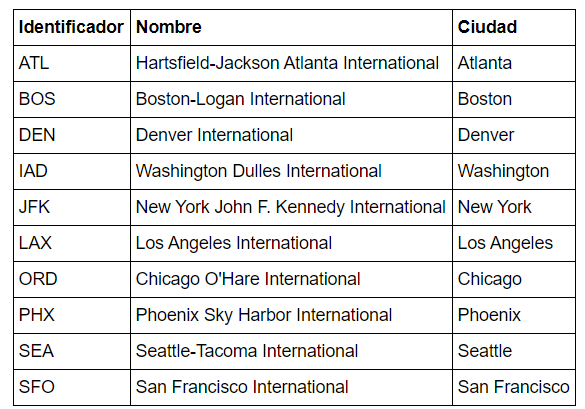 Identificador Nombre Ciudad
ATL Hartsfield-Jackson Atlanta International Atlanta
BOS Boston-Logan International Boston
DEN Denver International Denver
IAD Washington Dulles International Washington
JFK New York John F. Kennedy International New York
LAX Los Angeles International Los Angeles
ORD Chicago O'Hare International Chicago
PHX Phoenix Sky Harbor International Phoenix
SEA Seattle-Tacoma International Seattle
SFO San Francisco International San Francisco